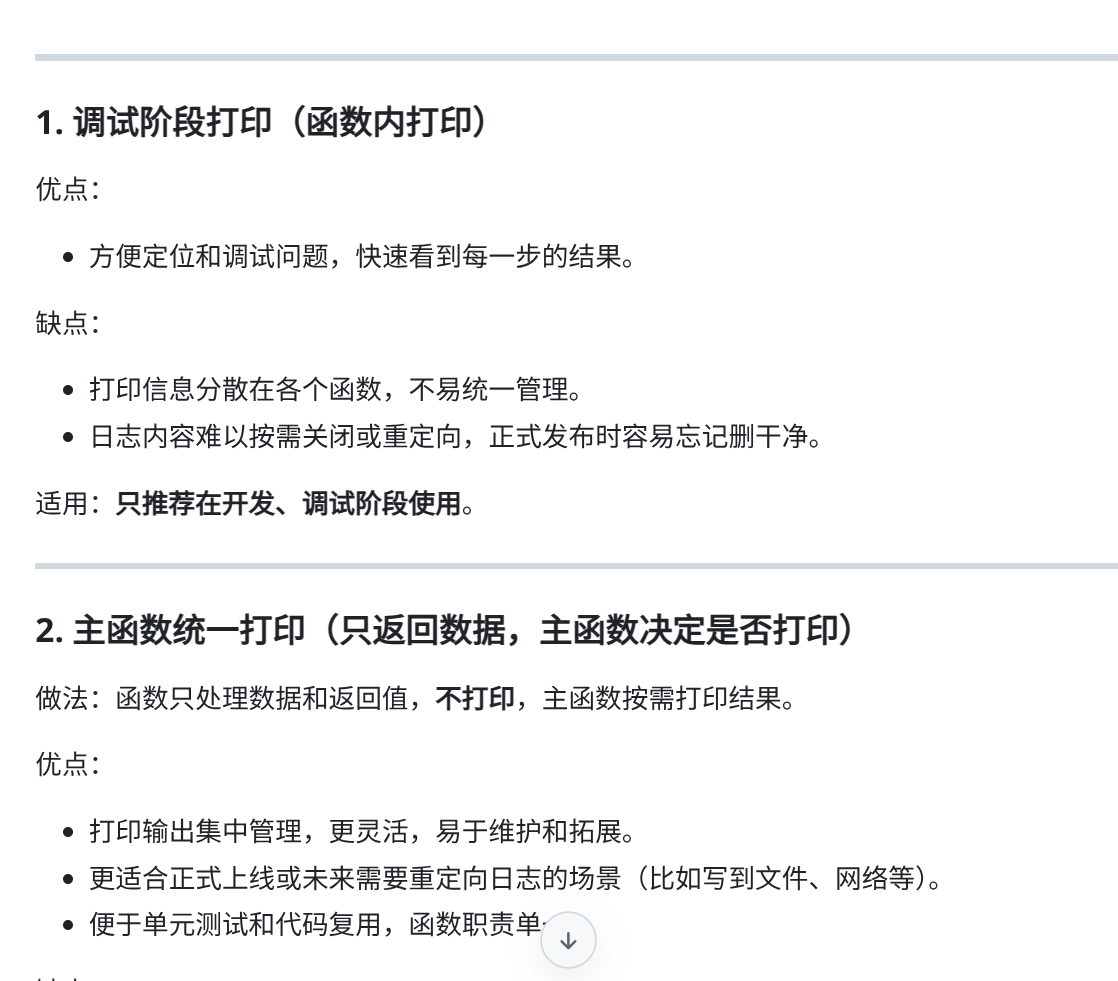 1. 调试阶段打印（函数内打印）
优点：
方便定位和调试问题，快速看到每一步的结果。
缺点：
打印信息分散在各个函数，不易统一管理。
日志内容难以按需关闭或重定向，正式发布时容易忘记删干净。
适用：只推荐在开发、调试阶段使用。
2. 主函数统一打印（只返回数据，主函数决定是否打印）
做法：函数只处理数据和返回值，不打印，主函数按需打印结果。
优点：
打印输出集中管理，更灵活，易于维护和拓展。
更适合正式上线或未来需要重定向日志的场景（比如写到文件、网络等）。
便于单元测试和代码复用，函数职责单